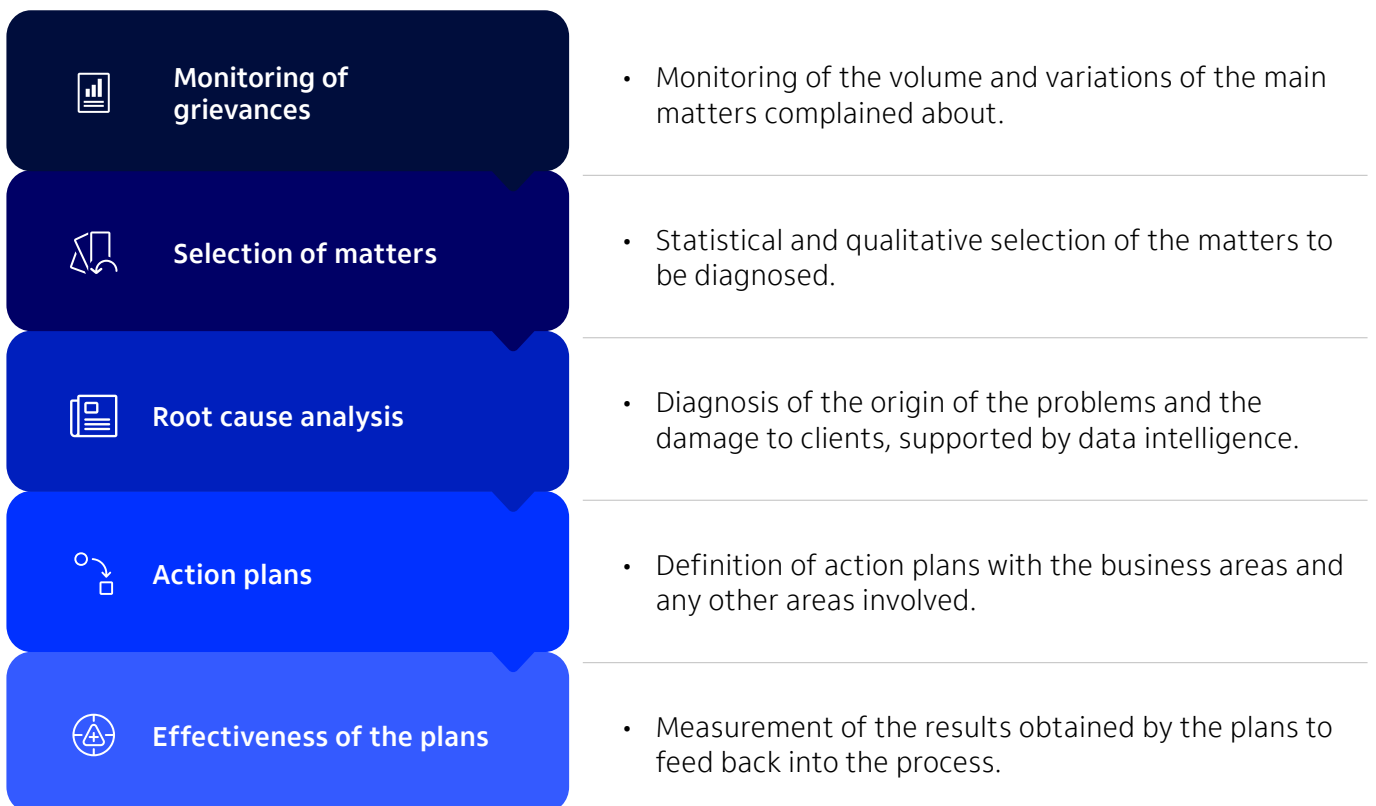 Monitoring of
grievances
• Monitoring of the volume and variations of the main
matters complained about.
Selection of matters
• Statistical and qualitative selection of the matters to
be diagnosed.
Root cause analysis
• Diagnosis of the origin of the problems and the
damage to clients, supported by data intelligence.
Action plans
• Definition of action plans with the business areas and
any other areas involved.
Effectiveness of the plans
• Measurement of the results obtained by the plans to
feed back into the process.